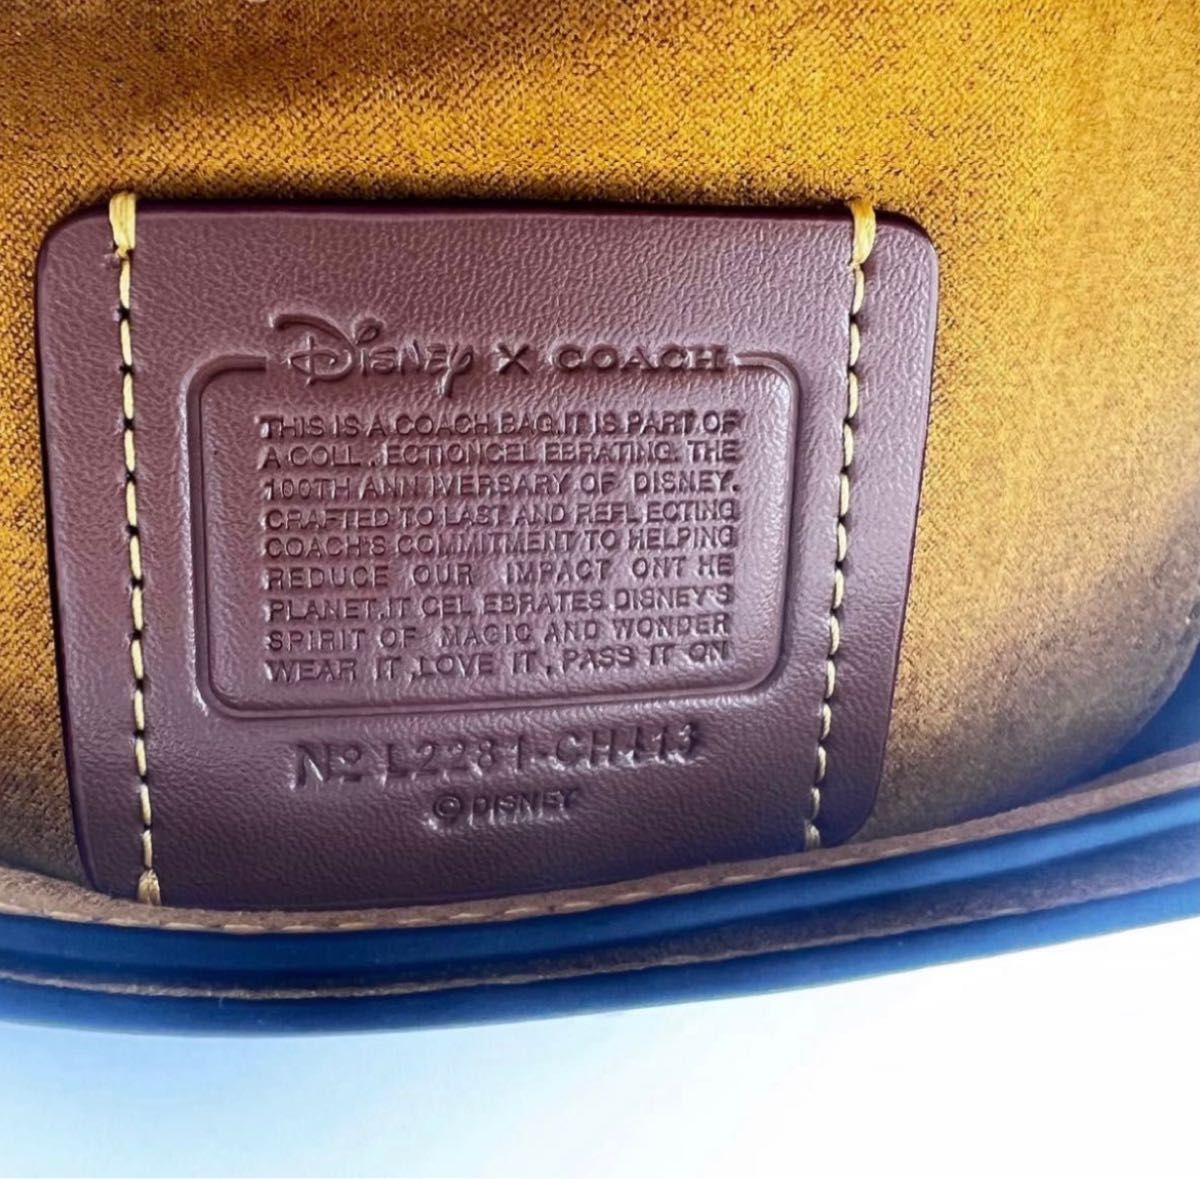 Disney X COACH
THIS IS A COACH BAG.IT IS PART OF
A COLL . ECTIONCEL EBRATING. THE
100TH ANN IVERSARY OF DISNEY.
CRAFTED TO LAST AND REFL ECTING
COACH'S COMMITMENT TO HELPING
REDUCE OUR IMPACT ONT HE
PLANET.IT CEL EBRATES DISNEY'S
SPIRIT OF MAGIC AND WONDER
WEAR IT ,LOVE IT , PASS IT ON
Nº L2281-CHJ13
© DISNEY